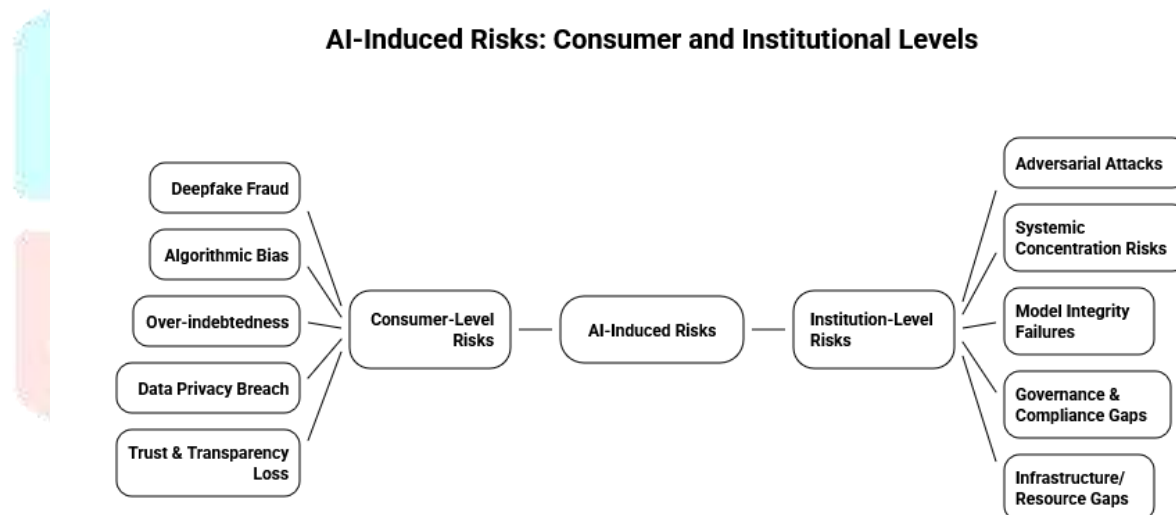 AI-Induced Risks: Consumer and Institutional Levels
Deepfake Fraud
Algorithmic Bias
Over-indebtedness
Data Privacy Breach
Trust & Transparency
Loss
Consumer-Level
Risks
AI-Induced Risks
Institution-Level
Risks
Adversarial Attacks
Systemic
Concentration Risks
Model Integrity
Failures
Governance &
Compliance Gaps
Infrastructure/
Resource Gaps